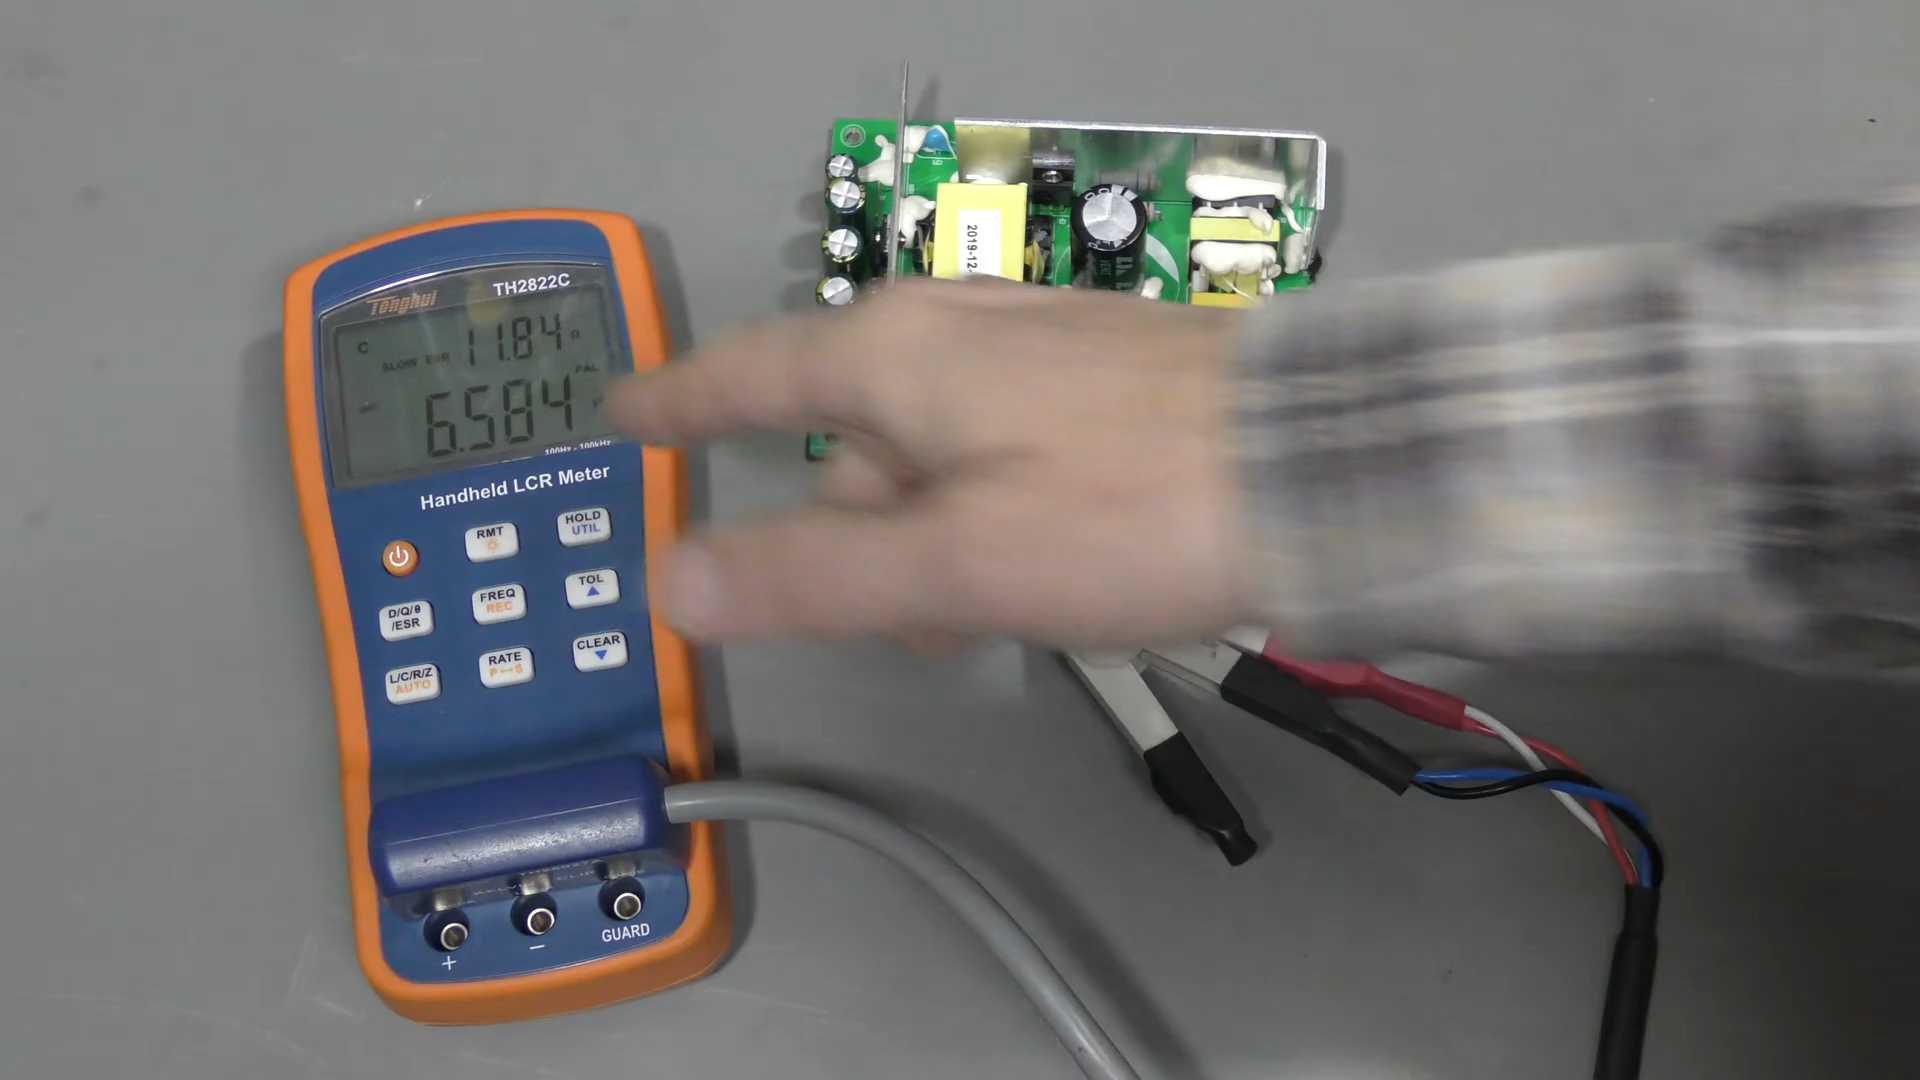 Tonghui
TH2822C
C
SLOW ESR 11.84 Ω
PAL
6.584
100Hz - 100kHz
Handheld LCR Meter
RMT
HOLD
UTIL
D/Q/θ
/ESR
FREQ
REC
TOL
L/C/R/Z
AUTO
RATE
P↔S
CLEAR
+
−
GUARD
2019-12-
VENT